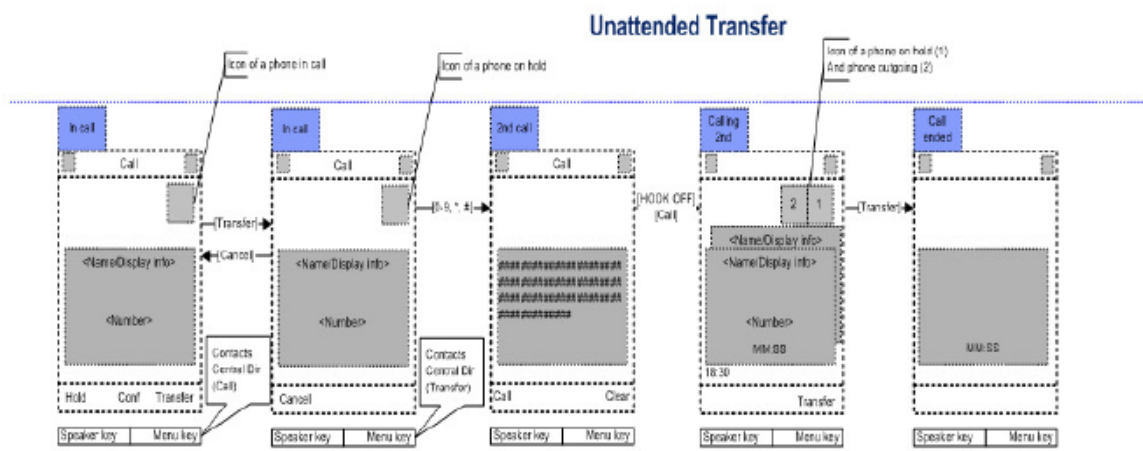 Unattended Transfer
Icon of a phone in call
Icon of a phone on hold
Icon of a phone on hold (1)
And phone outgoing (2)
In call
In call
2nd call
Calling
2nd
Call
ended
Call
Call
Call
[Transfer]
[Cancel]
[0-9, *, #]
[HOOK OFF]
[Call]
2
1
[Transfer]
<Name/Display info>
<Number>
<Name/Display info>
<Number>
####################
####################
####################
############
<Name/Display info>
<Name/Display info>
<Number>
MM:SS
MM:SS
Contacts
Central Dir
(Call)
Contacts
Central Dir
(Transfer)
18:30
Hold Conf Transfer
Cancel
Call Clear
Transfer
Speaker key Menu key
Speaker key Menu key
Speaker key Menu key
Speaker key Menu key
Speaker key Menu key